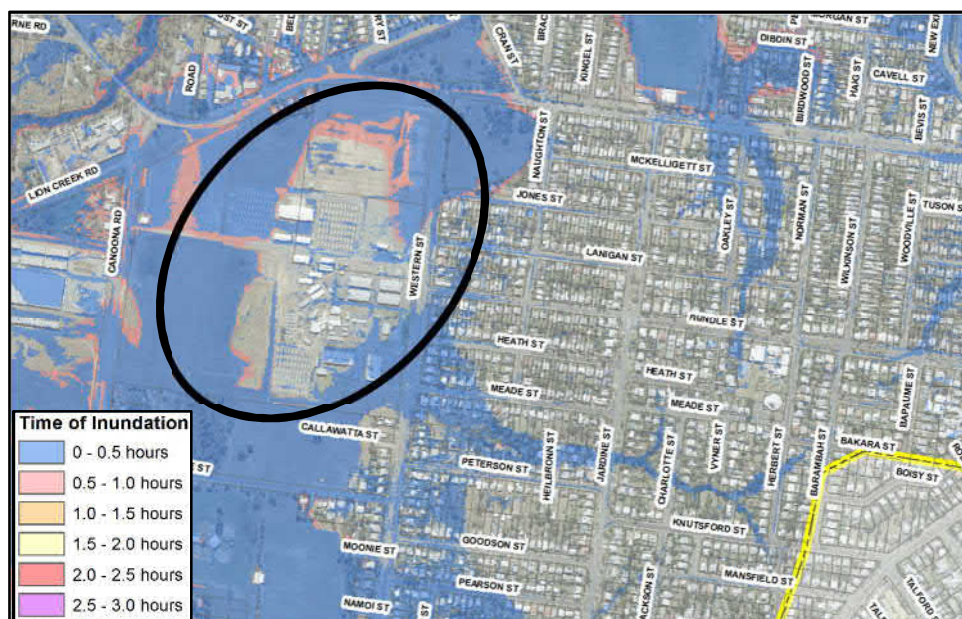 RY ST
MORGAN ST
NEW EX
CRAN ST
KINGEL ST
DIBDIN ST
ROAD
BIRDWOOD ST
HAIG ST
CAVELL ST
BEVIS ST
NAUGHTON ST
LION CREEK RD
MCKELLIGETT ST
JONES ST
TUSON S
CANOONA RD
WESTERN ST
OAKLEY ST
NORMAN ST
WILKINSON ST
WOODVILLE ST
LANIGAN ST
RUNDLE ST
HEATH ST
HEATH ST
MEADE ST
MEADE ST
BAPAUME ST
CALLAWATTA ST
BAKARA ST
PETERSON ST
HEILBRONN ST
JARDINE ST
CHARLOTTE ST
VYNER ST
HERBERT ST
BARAMBAH ST
BOISY ST
KNUTSFORD ST
MOONIE ST
GOODSON ST
MANSFIELD ST
PEARSON ST
NAMOI ST
ST
TALFORD
Time of Inundation
0 - 0.5 hours
0.5 - 1.0 hours
1.0 - 1.5 hours
1.5 - 2.0 hours
2.0 - 2.5 hours
2.5 - 3.0 hours